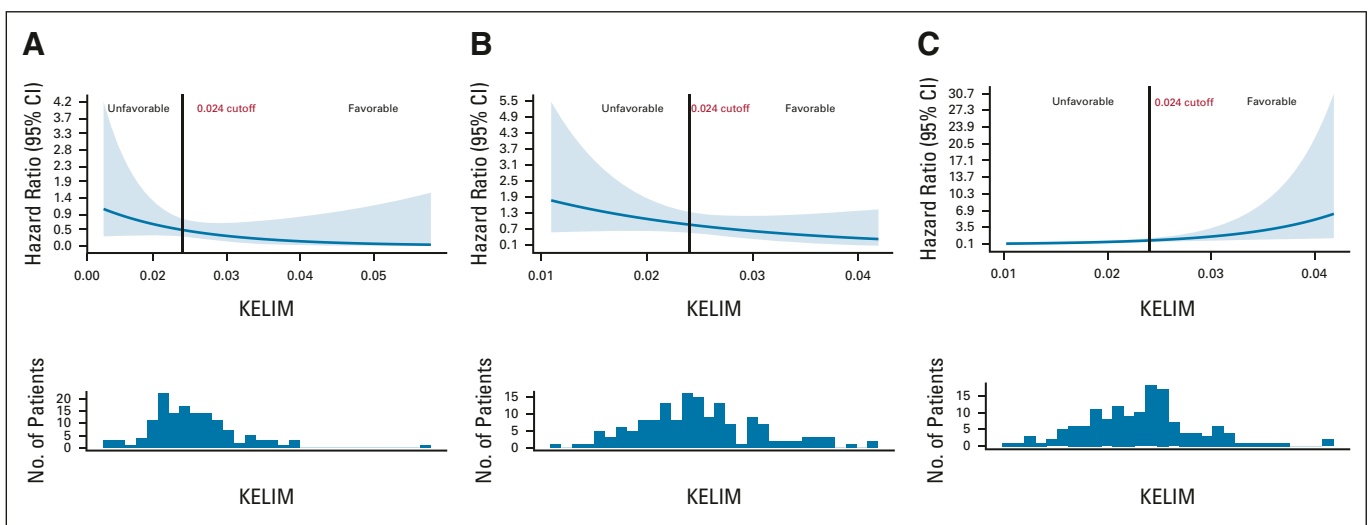 A
Hazard Ratio (95% CI)
4.2
3.7
3.3
2.8
2.3
1.9
1.4
0.9
0.5
0.0
Unfavorable
0.024 cutoff
Favorable
0.00 0.02 0.03 0.04 0.05
KELIM
No. of Patients
20
15
10
5
0
KELIM
B
Hazard Ratio (95% CI)
5.5
4.9
4.3
3.7
3.1
2.5
1.9
1.3
0.7
0.1
Unfavorable
0.024 cutoff
Favorable
0.01 0.02 0.03 0.04
KELIM
No. of Patients
15
10
5
0
KELIM
C
Hazard Ratio (95% CI)
30.7
27.3
23.9
20.5
17.1
13.7
10.3
6.9
3.5
0.1
Unfavorable
0.024 cutoff
Favorable
0.01 0.02 0.03 0.04
KELIM
No. of Patients
15
10
5
0
KELIM